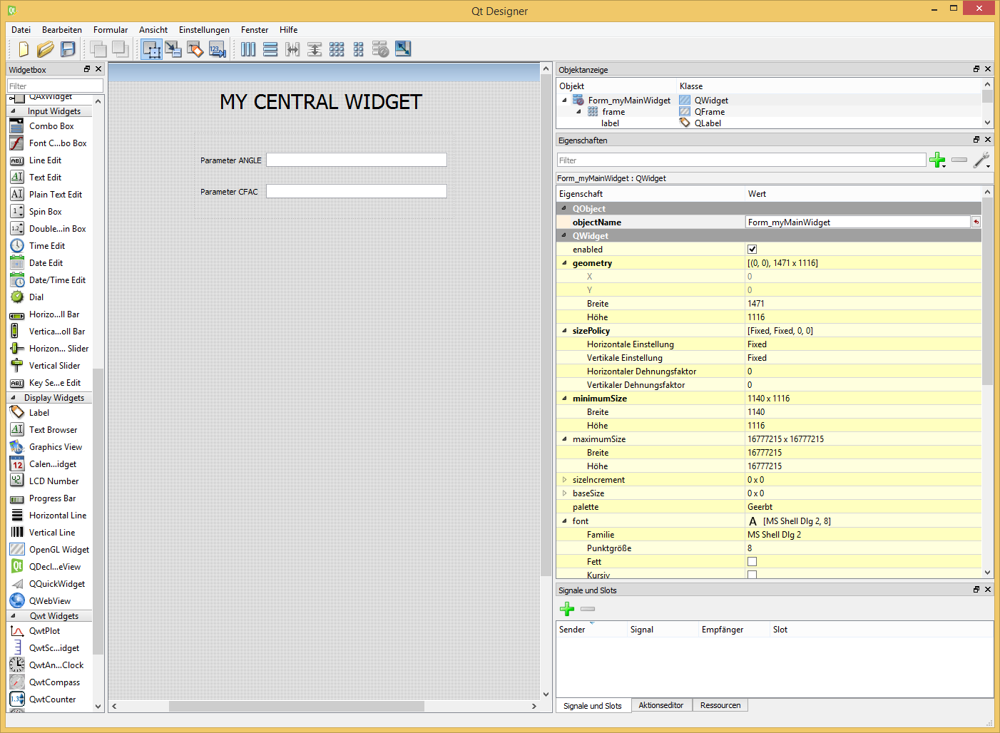 Qt Designer
Datei Bearbeiten Formular Ansicht Einstellungen Fenster Hilfe
Widgetbox
Filter
QAxWidget
Input Widgets
Combo Box
Font C...bo Box
Line Edit
Text Edit
Plain Text Edit
Spin Box
Double...in Box
Time Edit
Date Edit
Date/Time Edit
Dial
Horizo...ll Bar
Vertica...oll Bar
Horizon... Slider
Vertical Slider
Key Se...e Edit
Display Widgets
Label
Text Browser
Graphics View
Calen...idget
LCD Number
Progress Bar
Horizontal Line
Vertical Line
OpenGL Widget
QDecl...eView
QQuickWidget
QWebView
Qwt Widgets
QwtPlot
QwtSc...idget
QwtAn...Clock
QwtCompass
QwtCounter
MY CENTRAL WIDGET
Parameter ANGLE
Parameter CFAC
Objektanzeige
Objekt Klasse
Form_myMainWidget QWidget
frame QFrame
label QLabel
Eigenschaften
Filter
Form_myMainWidget : QWidget
Eigenschaft Wert
QObject
objectName Form_myMainWidget
QWidget
enabled
geometry [(0, 0), 1471 x 1116]
X 0
Y 0
Breite 1471
Höhe 1116
sizePolicy [Fixed, Fixed, 0, 0]
Horizontale Einstellung Fixed
Vertikale Einstellung Fixed
Horizontaler Dehnungsfaktor 0
Vertikaler Dehnungsfaktor 0
minimumSize 1140 x 1116
Breite 1140
Höhe 1116
maximumSize 16777215 x 16777215
Breite 16777215
Höhe 16777215
sizeIncrement 0 x 0
baseSize 0 x 0
palette Geerbt
font A [MS Shell Dlg 2, 8]
Familie MS Shell Dlg 2
Punktgröße 8
Fett
Kursiv
Signale und Slots
Sender Signal Empfänger Slot
Signale und Slots Aktionseditor Ressourcen